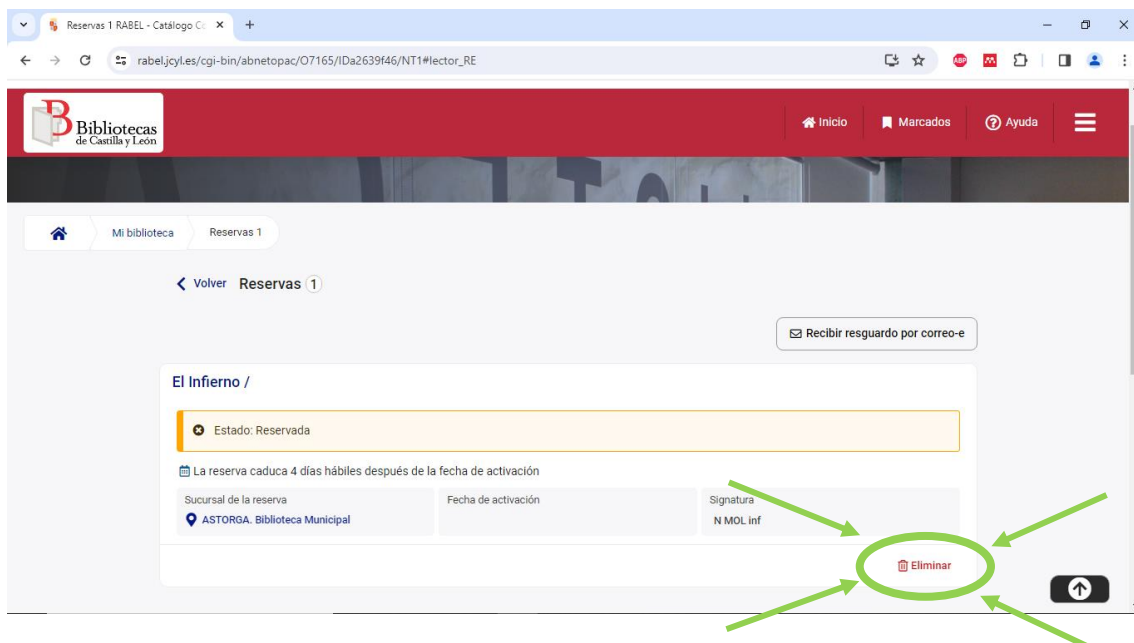 Reservas 1 RABEL - Catálogo Co
rabel.jcyl.es/cgi-bin/abnetopac/O7165/IDa2639f46/NT1#lector_RE
ABP
B
Bibliotecas
de Castilla y León
Inicio
Marcados
Ayuda
Mi biblioteca
Reservas 1
Volver Reservas 1
Recibir resguardo por correo-e
El Infierno /
Estado: Reservada
La reserva caduca 4 días hábiles después de la fecha de activación
Sucursal de la reserva
ASTORGA. Biblioteca Municipal
Fecha de activación
Signatura
N MOL inf
Eliminar